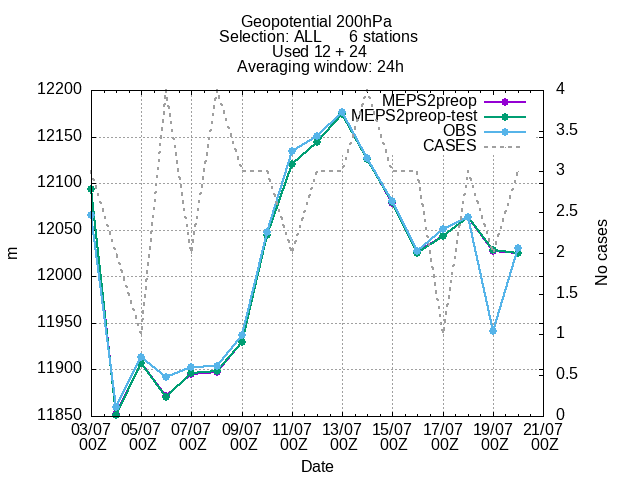 Geopotential 200hPa
Selection: ALL 6 stations
Used 12 + 24
Averaging window: 24h
MEPS2preop
MEPS2preop-test
OBS
CASES
12200
12150
12100
12050
12000
11950
11900
11850
m
4
3.5
3
2.5
2
1.5
1
0.5
0
No cases
03/07 05/07 07/07 09/07 11/07 13/07 15/07 17/07 19/07 21/07
00Z 00Z 00Z 00Z 00Z 00Z 00Z 00Z 00Z 00Z
Date